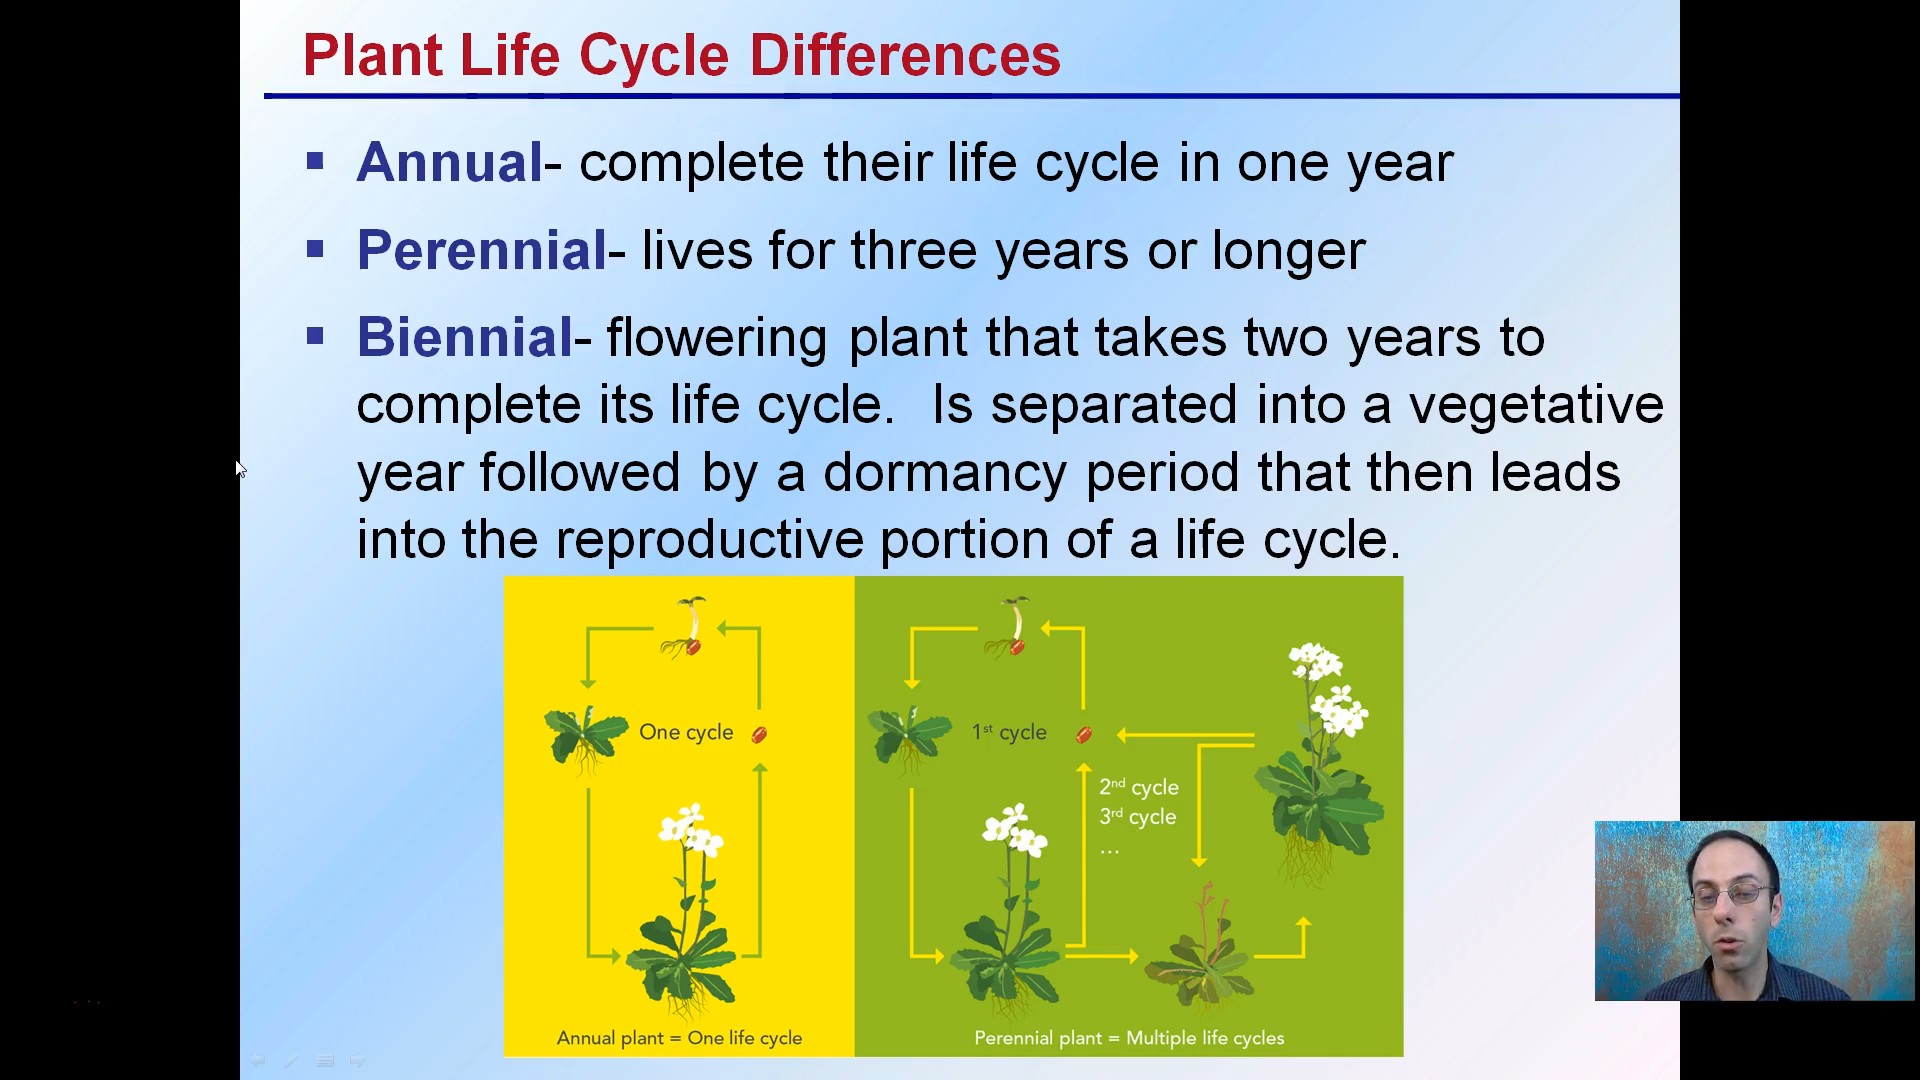 Plant Life Cycle Differences
Annual- complete their life cycle in one year
Perennial- lives for three years or longer
Biennial- flowering plant that takes two years to
complete its life cycle.  Is separated into a vegetative
year followed by a dormancy period that then leads
into the reproductive portion of a life cycle.
One cycle
1st cycle
2nd cycle
3rd cycle
...
Annual plant = One life cycle
Perennial plant = Multiple life cycles